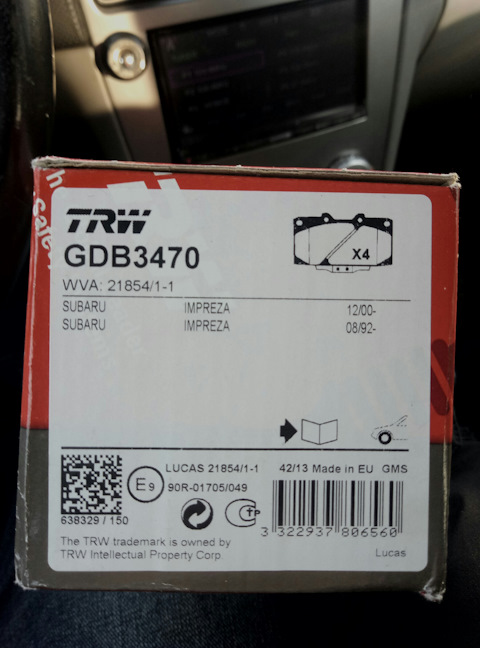 TRW
GDB3470
X4
WVA: 21854/1-1
SUBARU IMPREZA 12/00-
SUBARU IMPREZA 08/92-
LUCAS 21854/1-1 42/13 Made in EU GMS
E9 90R-01705/049
638329 / 150
3 322937 806560
The TRW trademark is owned by
TRW Intellectual Property Corp
Lucas